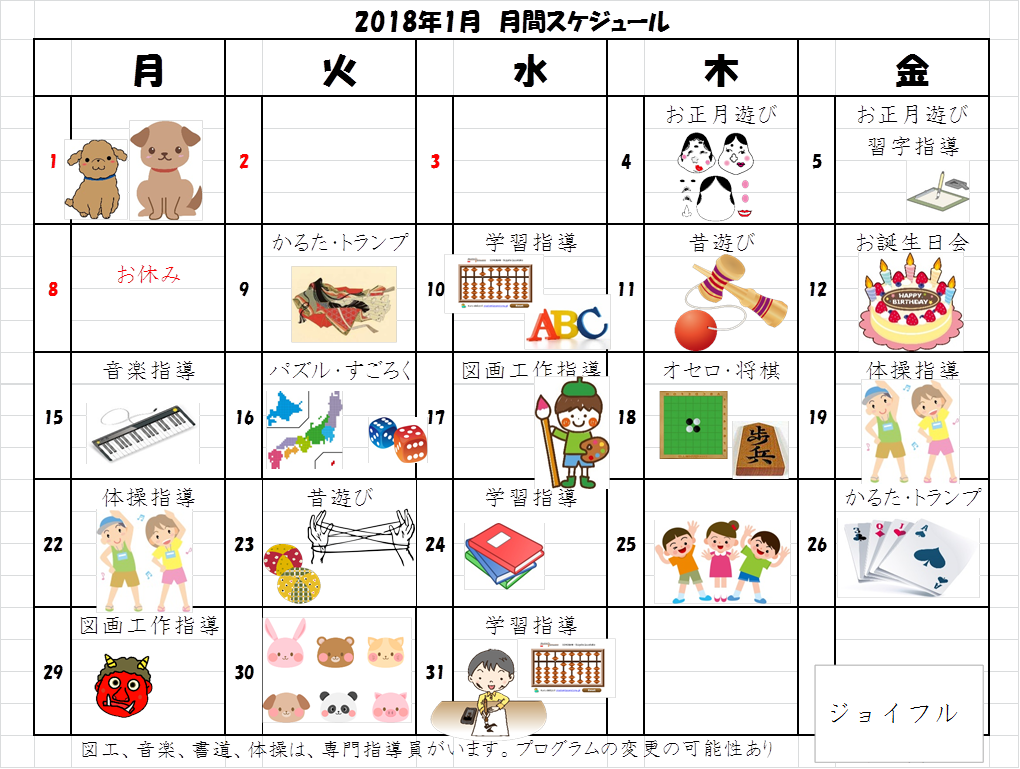 2018年1月 月間スケジュール
月 火 水 木 金
1 2 3 4 お正月遊び 5 お正月遊び
習字指導
8 お休み 9 かるた・トランプ 10 学習指導 11 昔遊び 12 お誕生日会
ABC
HAPPY
BIRTHDAY
15 音楽指導 16 パズル・すごろく 17 図画工作指導 18 オセロ・将棋 19 体操指導
歩兵
22 体操指導 23 昔遊び 24 学習指導 25 26 かるた・トランプ
29 図画工作指導 30 31 学習指導
ジョイフル
図工、音楽、書道、体操は、専門指導員がいます。プログラムの変更の可能性あり